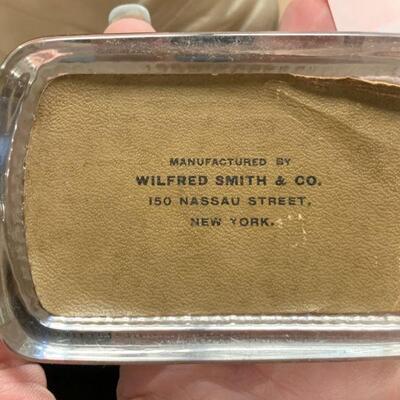 MANUFACTURED BY
WILFRED SMITH & CO.
150 NASSAU STREET,
NEW YORK.